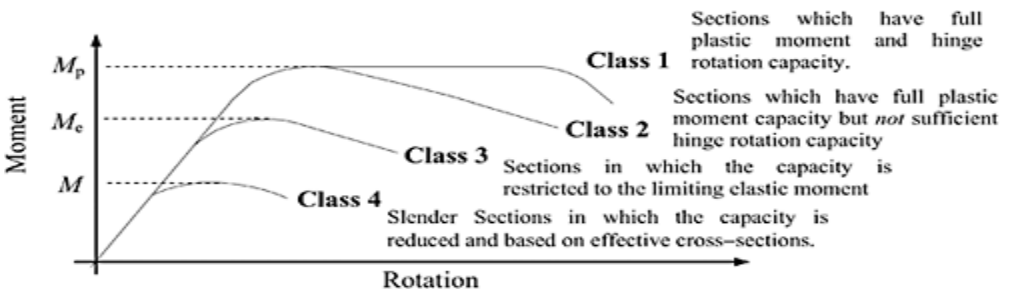 Sections which have full
plastic moment and hinge
rotation capacity.
Class 1
Mp
Sections which have full plastic
moment capacity but not sufficient
hinge rotation capacity
Class 2
Me
Class 3
Sections in which the capacity is
restricted to the limiting elastic moment
M
Class 4
Slender Sections in which the capacity is
reduced and based on effective cross–sections.
Moment
Rotation